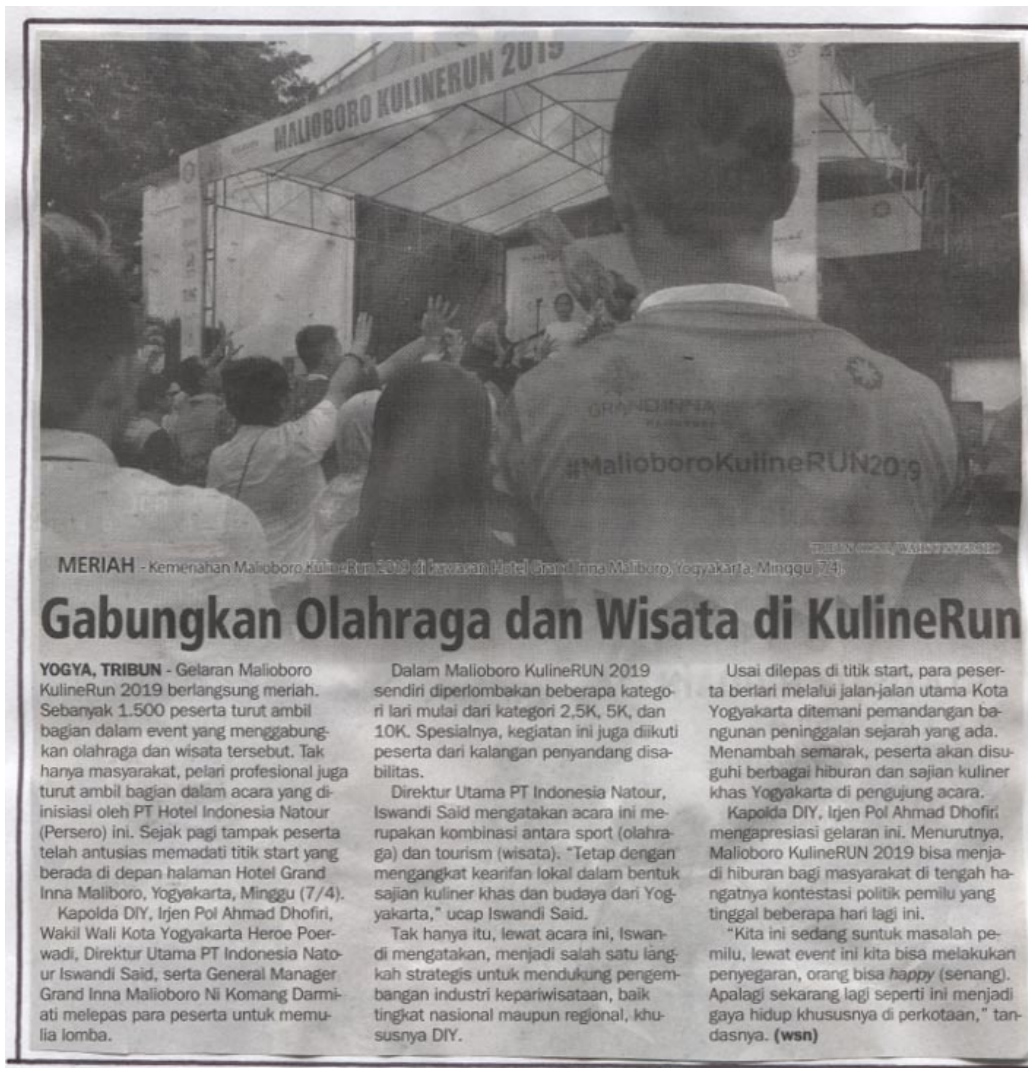 MALIOBORO KULINERUN 2019
GRAND INNA
MALIOBORO
#MalioboroKulineRUN2019
MERIAH - Kemeriahan Malioboro KulineRun 2019 di kawasan Hotel Grand Inna Maliboro, Yogyakarta, Minggu (7/4).
Gabungkan Olahraga dan Wisata di KulineRun
YOGYA, TRIBUN - Gelaran Malioboro
KulineRun 2019 berlangsung meriah.
Sebanyak 1.500 peserta turut ambil
bagian dalam event yang menggabung-
kan olahraga dan wisata tersebut. Tak
hanya masyarakat, pelari profesional juga
turut ambil bagian dalam acara yang di-
inisiasi oleh PT Hotel Indonesia Natour
(Persero) ini. Sejak pagi tampak peserta
telah antusias memadati titik start yang
berada di depan halaman Hotel Grand
Inna Maliboro, Yogyakarta, Minggu (7/4).
Kapolda DIY, Irjen Pol Ahmad Dhofiri,
Wakil Wali Kota Yogyakarta Heroe Poer-
wadi, Direktur Utama PT Indonesia Nato-
ur Iswandi Said, serta General Manager
Grand Inna Malioboro Ni Komang Darmi-
ati melepas para peserta untuk memu-
lia lomba.
Dalam Malioboro KulineRUN 2019
sendiri diperlombakan beberapa katego-
ri lari mulai dari kategori 2,5K, 5K, dan
10K. Spesialnya, kegiatan ini juga diikuti
peserta dari kalangan penyandang disa-
bilitas.
Direktur Utama PT Indonesia Natour,
Iswandi Said mengatakan acara ini me-
rupakan kombinasi antara sport (olahra-
ga) dan tourism (wisata). “Tetap dengan
mengangkat kearifan lokal dalam bentuk
sajian kuliner khas dan budaya dari Yog-
yakarta,” ucap Iswandi Said.
Tak hanya itu, lewat acara ini, Iswan-
di mengatakan, menjadi salah satu lang-
kah strategis untuk mendukung pengem-
bangan industri kepariwisataan, baik
tingkat nasional maupun regional, khu-
susnya DIY.
Usai dilepas di titik start, para peser-
ta berlari melalui jalan-jalan utama Kota
Yogyakarta ditemani pemandangan ba-
ngunan peninggalan sejarah yang ada.
Menambah semarak, peserta akan disu-
guhi berbagai hiburan dan sajian kuliner
khas Yogyakarta di pengujung acara.
Kapolda DIY, Irjen Pol Ahmad Dhofiri
mengapresiasi gelaran ini. Menurutnya,
Malioboro KulineRUN 2019 bisa menja-
di hiburan bagi masyarakat di tengah ha-
ngatnya kontestasi politik pemilu yang
tinggal beberapa hari lagi ini.
“Kita ini sedang suntuk masalah pe-
milu, lewat event ini kita bisa melakukan
penyegaran, orang bisa happy (senang).
Apalagi sekarang lagi seperti ini menjadi
gaya hidup khususnya di perkotaan,” tan-
dasnya. (wsn)